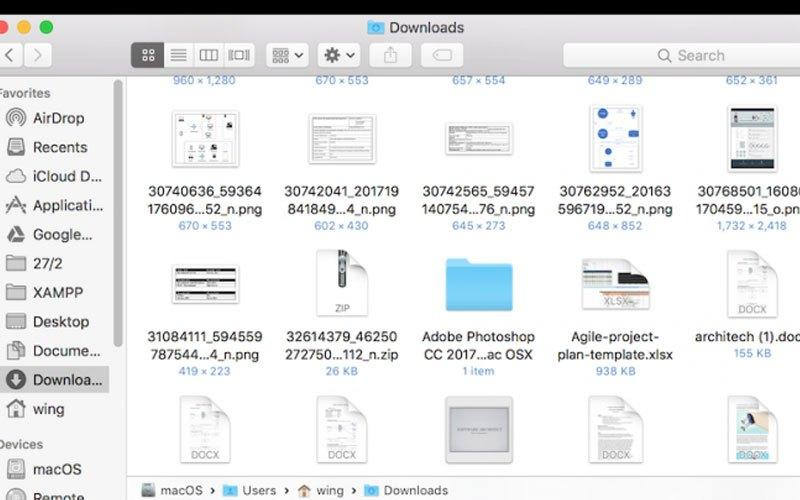 Downloads
Search
Favorites
AirDrop
Recents
iCloud D...
Applicati...
Google...
27/2
XAMPP
Desktop
Docume...
Downloa...
wing
Devices
macOS
Remote
960 × 1,280
670 × 553
657 × 554
649 × 289
652 × 361
30740636_59364
176096...52_n.png
670 × 553
30742041_201719
841849...4_n.png
602 × 430
30742565_59457
140754...76_n.png
645 × 273
30762952_20163
596719...52_n.png
648 × 852
30768501_1608
170459...15_o.pn
1,732 × 2,418
31084111_594559
787544...4_n.png
419 × 223
ZIP
32614379_46250
272750...112_n.zip
26 KB
Adobe Photoshop
CC 2017...ac OSX
1 item
XLSX
Agile-project-
plan-template.xlsx
938 KB
DOCX
architech (1).doc
155 KB
DOCX
DOCX
SOFTWARE ARCHITECT
DOCX
DOCX
macOS › Users › wing › Downloads